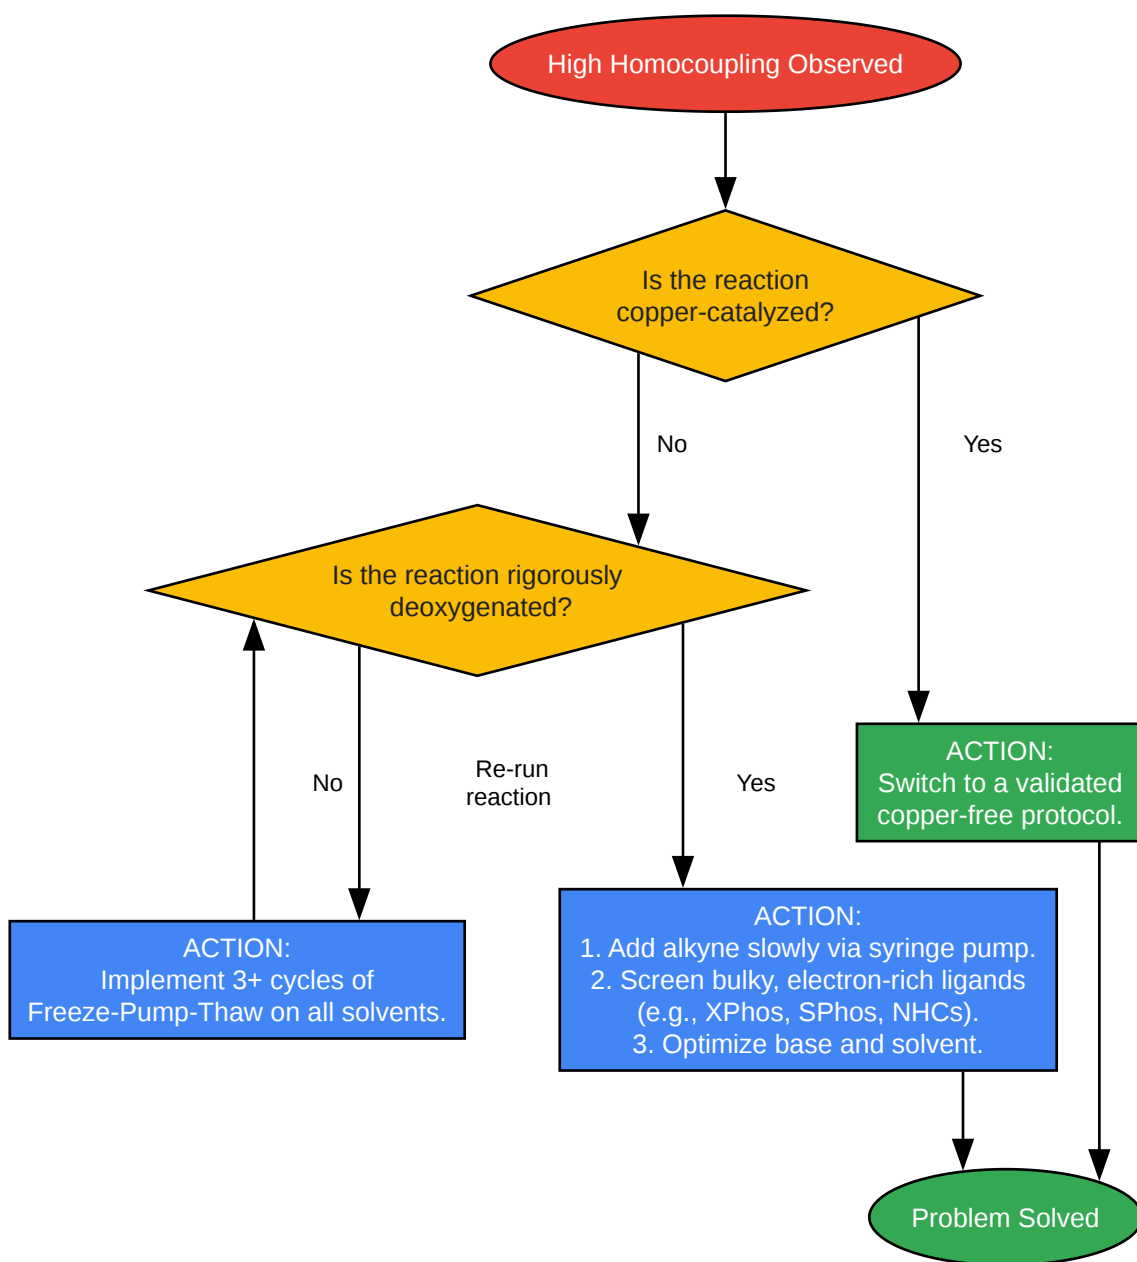 High Homocoupling Observed
Is the reaction
copper-catalyzed?
No
Yes
Is the reaction rigorously
deoxygenated?
No
Re-run
reaction
Yes
ACTION:
Switch to a validated
copper-free protocol.
ACTION:
Implement 3+ cycles of
Freeze-Pump-Thaw on all solvents.
ACTION:
1. Add alkyne slowly via syringe pump.
2. Screen bulky, electron-rich ligands
(e.g., XPhos, SPhos, NHCs).
3. Optimize base and solvent.
Problem Solved